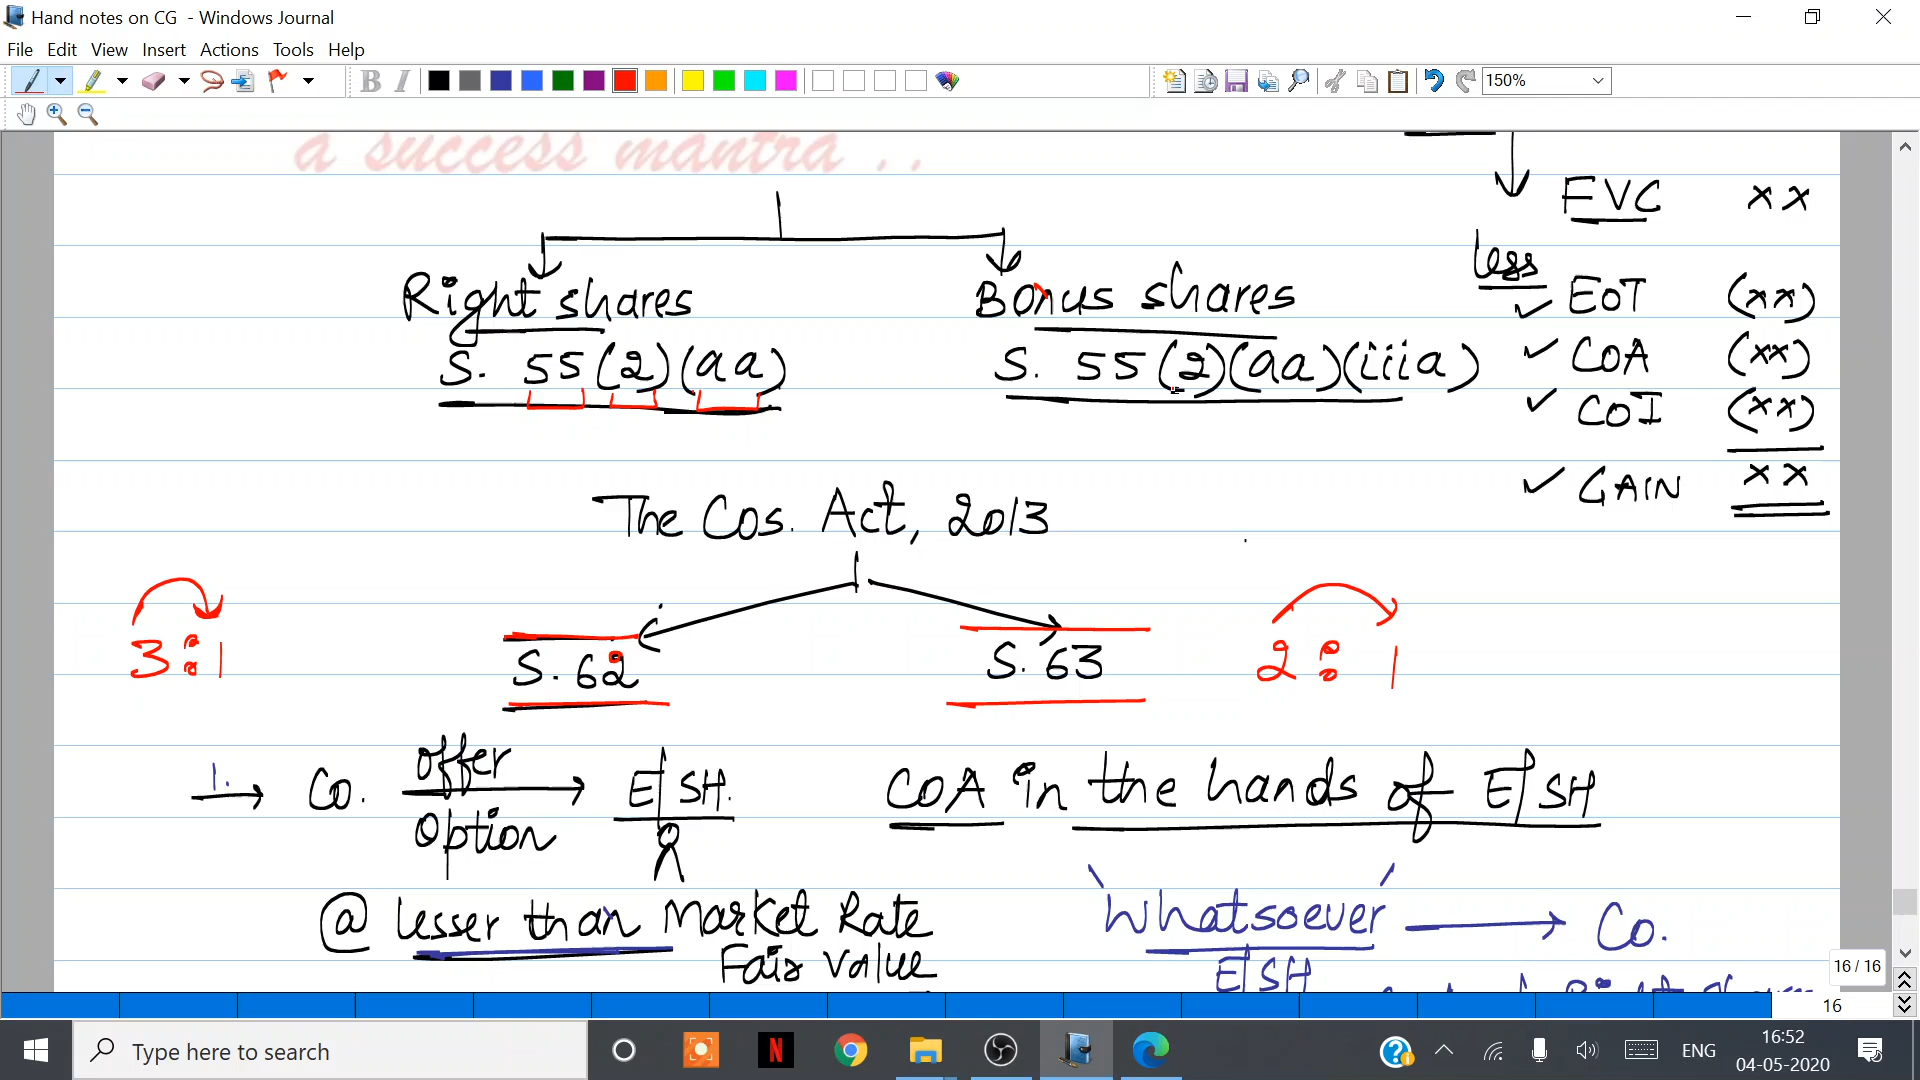 Hand notes on CG - Windows Journal
File Edit View Insert Actions Tools Help
B I 150%
a success mantra . .
FVC x x
Right shares Bonus shares
less
EOT (xx)
S. 55(2)(aa) S. 55(2)(aa)(iiia)
COA (xx)
COI (xx)
GAIN x x
The Cos. Act, 2013
3:1 S. 62 S. 63 2:1
1. Co. offer E/SH.
option
COA in the hands of E/SH
@ lesser than Market Rate
Fair value
Whatsoever Co.
E/SH
16 / 16
16
Type here to search
N
ENG
16:52
04-05-2020